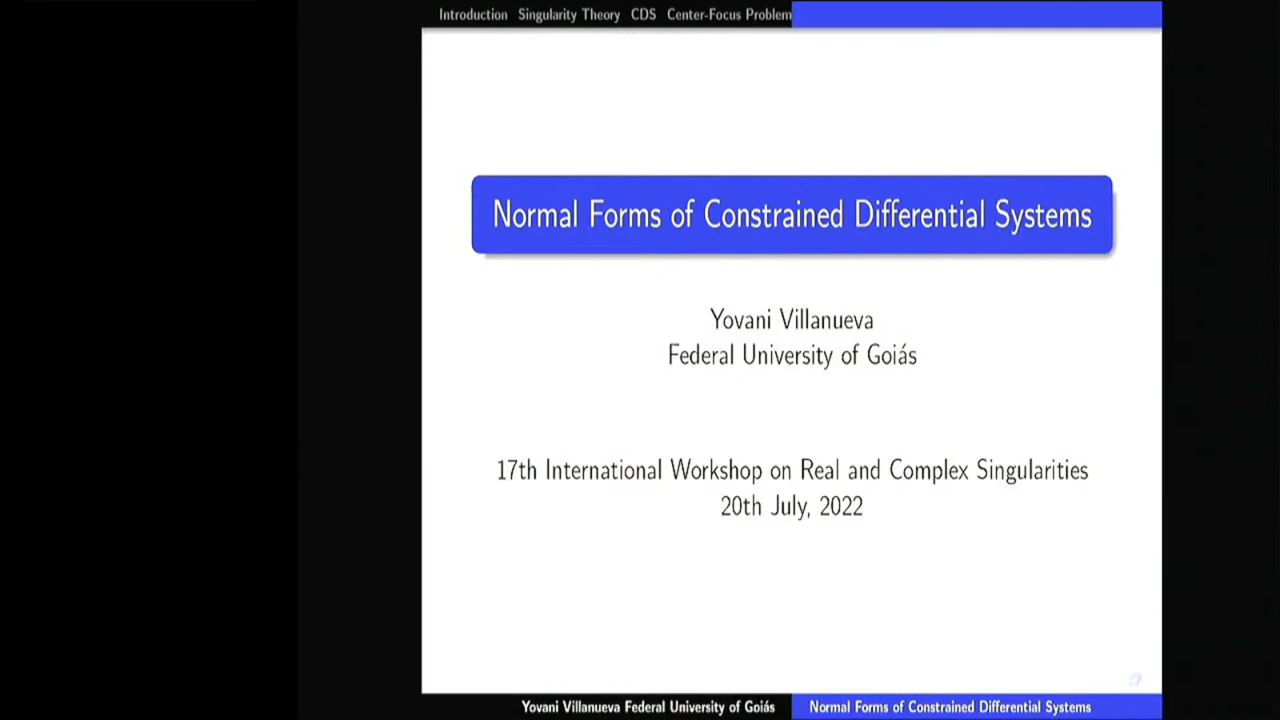 Introduction Singularity Theory CDS Center-Focus Problem
Normal Forms of Constrained Differential Systems
Yovani Villanueva
Federal University of Goiás
17th International Workshop on Real and Complex Singularities
20th July, 2022
Yovani Villanueva Federal University of Goiás Normal Forms of Constrained Differential Systems